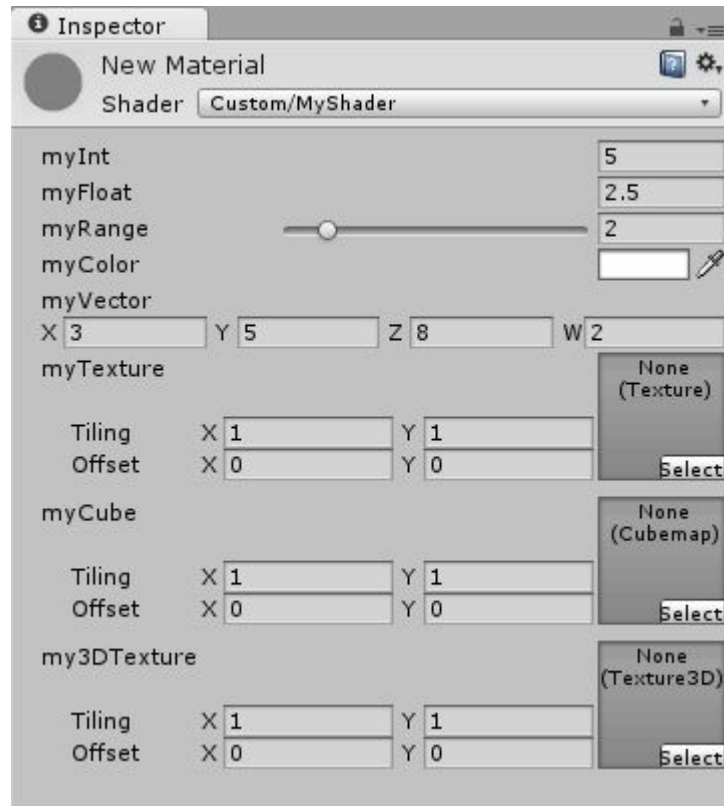 Inspector
New Material
Shader Custom/MyShader
myInt 5
myFloat 2.5
myRange 2
myColor
myVector
X 3 Y 5 Z 8 W 2
myTexture None
(Texture)
Tiling X 1 Y 1
Offset X 0 Y 0 Select
myCube None
(Cubemap)
Tiling X 1 Y 1
Offset X 0 Y 0 Select
my3DTexture None
(Texture3D)
Tiling X 1 Y 1
Offset X 0 Y 0 Select